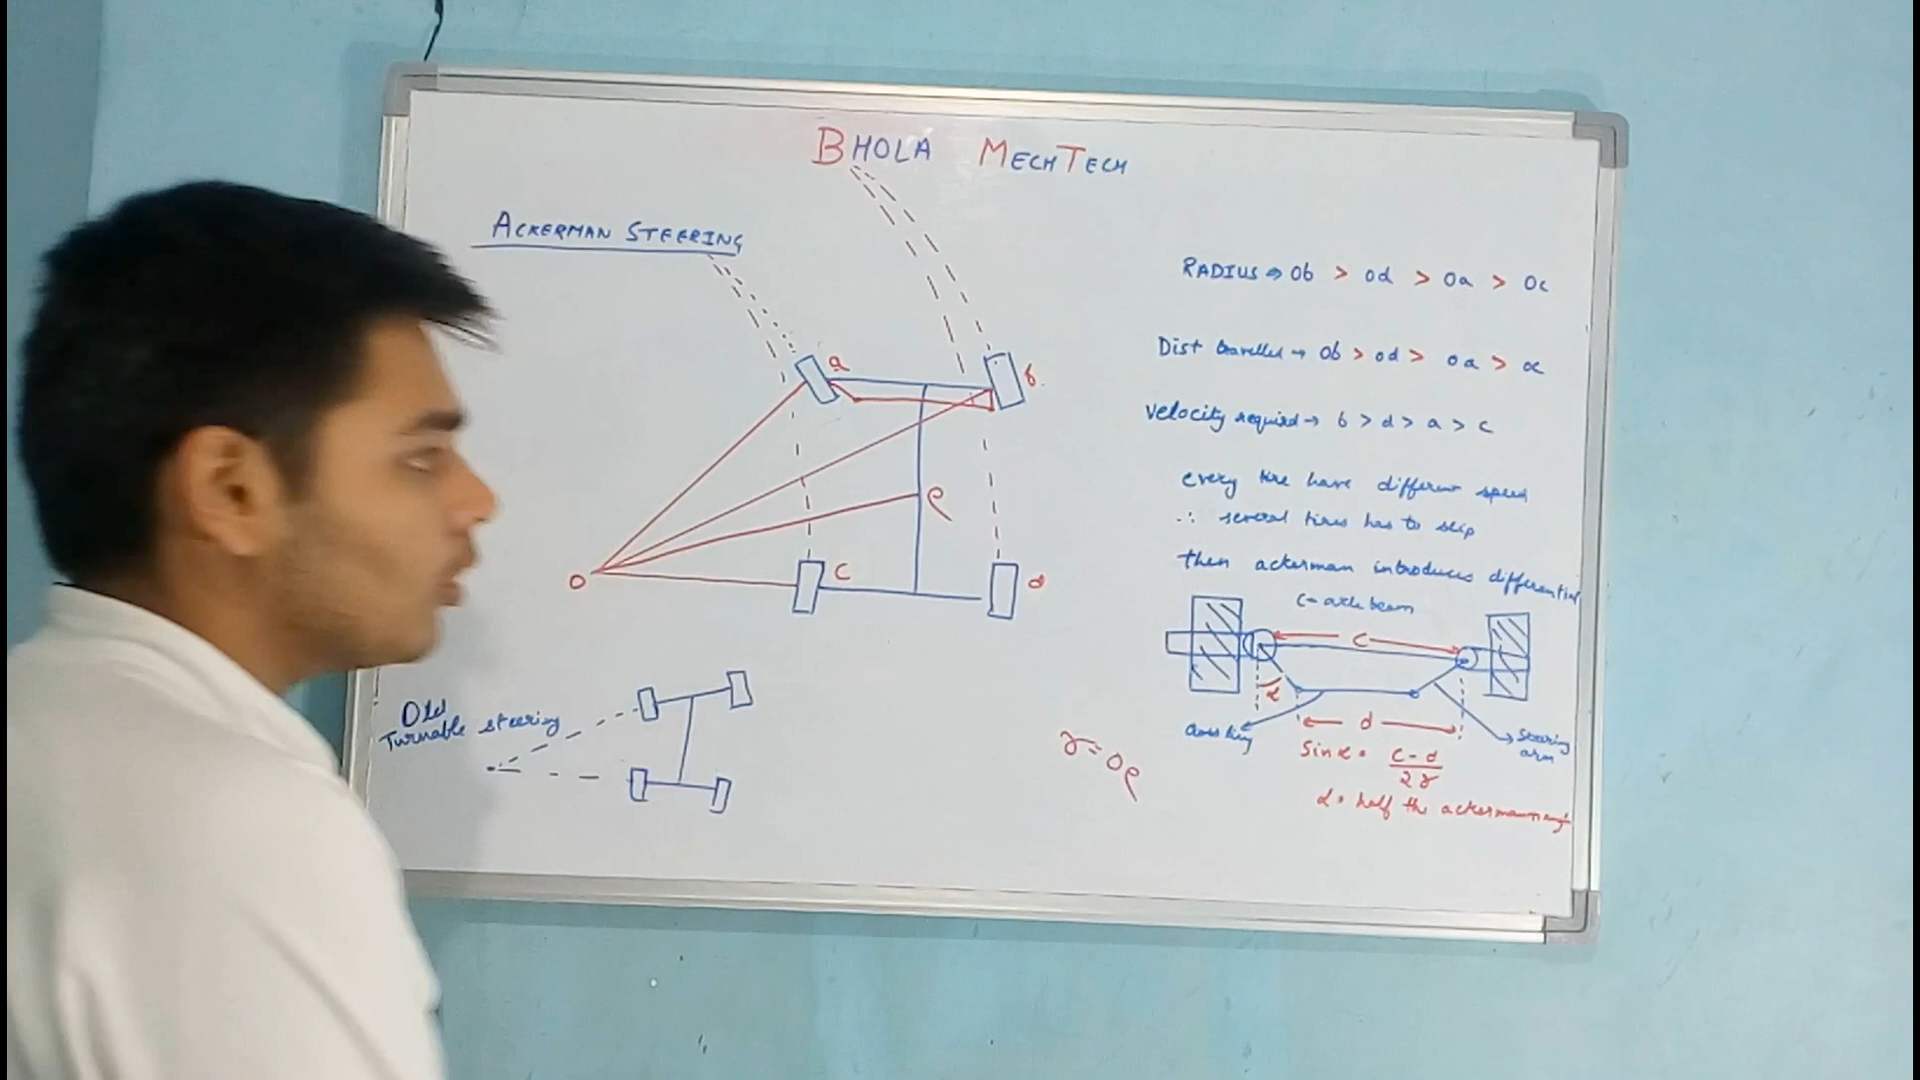 BHOLA MECHTECH
ACKERMAN STEERING
a
b
e
O
C
d
Old
Turnable steering
RADIUS → Ob > Od > Oa > Oc
Dist travelled → Ob > od > oa > oc
Velocity required → b > d > a > c
every tire have different speed
∴ several tires has to slip
then ackerman introduces differential
C- axle beam
C
α
d
Steering
arm
Sin α = C-d / 2r
r = Oe
α = half the ackermann